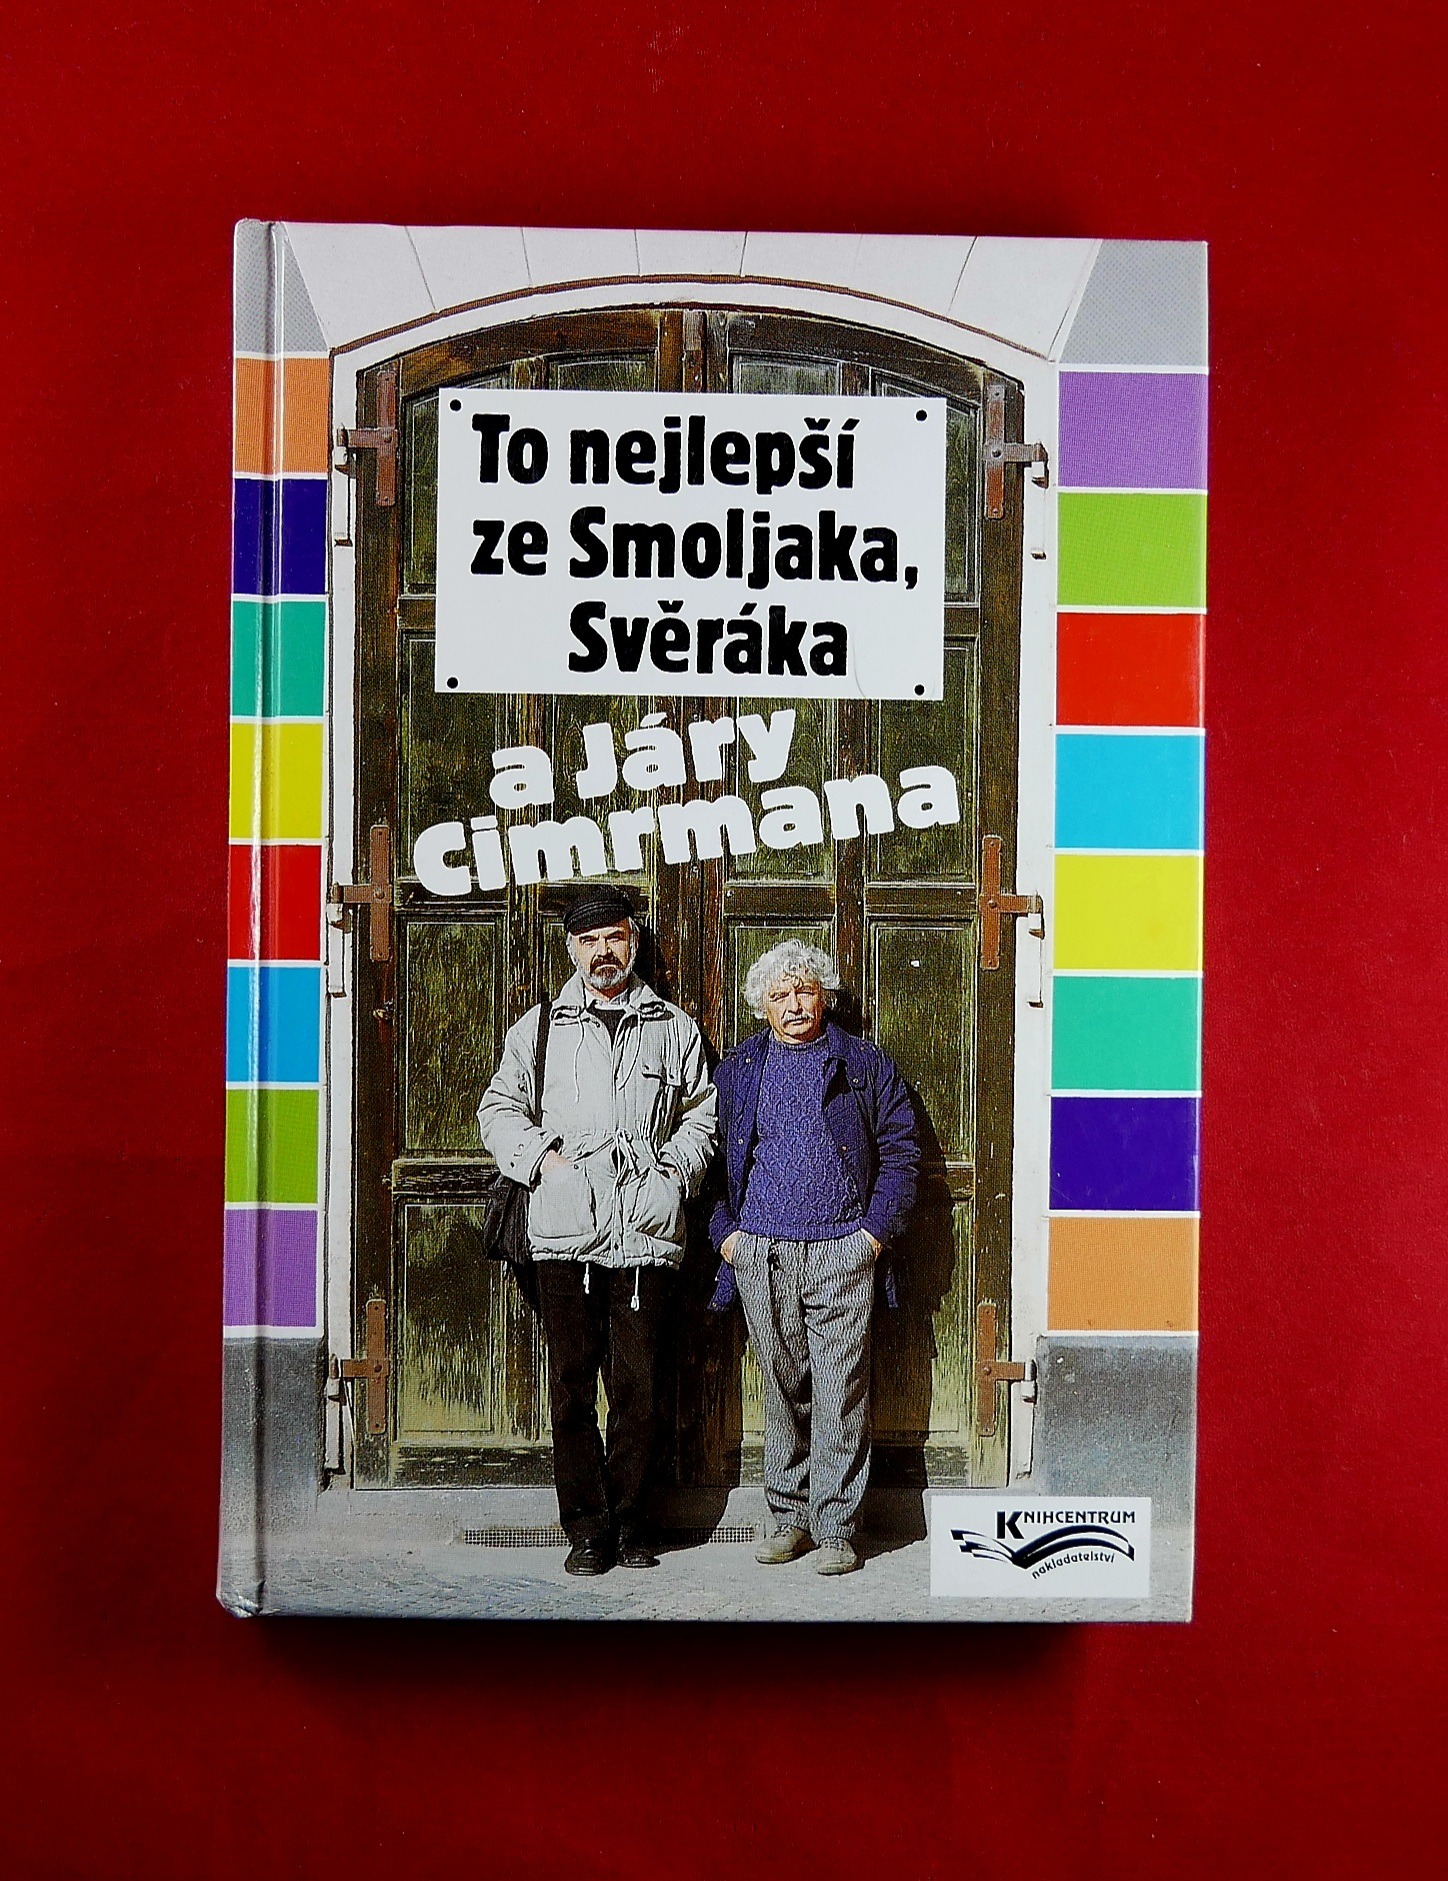 To nejlepší
ze Smoljaka,
Svěráka
a Járy
Cimrmana
KNIHCENTRUM
nakladatelství